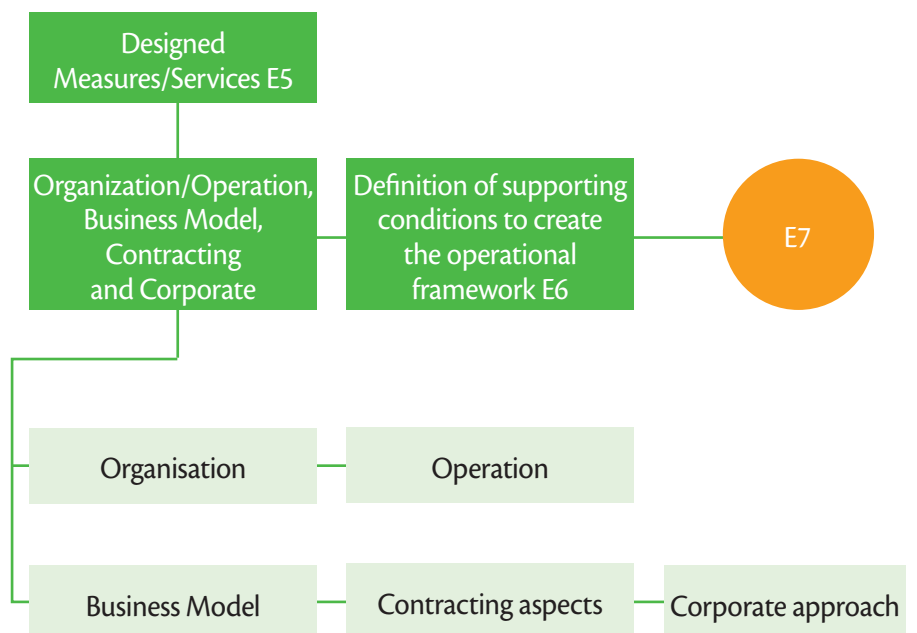 Designed
Measures/Services E5
Organization/Operation,
Business Model,
Contracting
and Corporate
Definition of supporting
conditions to create
the operational
framework E6
E7
Organisation
Operation
Business Model
Contracting aspects
Corporate approach